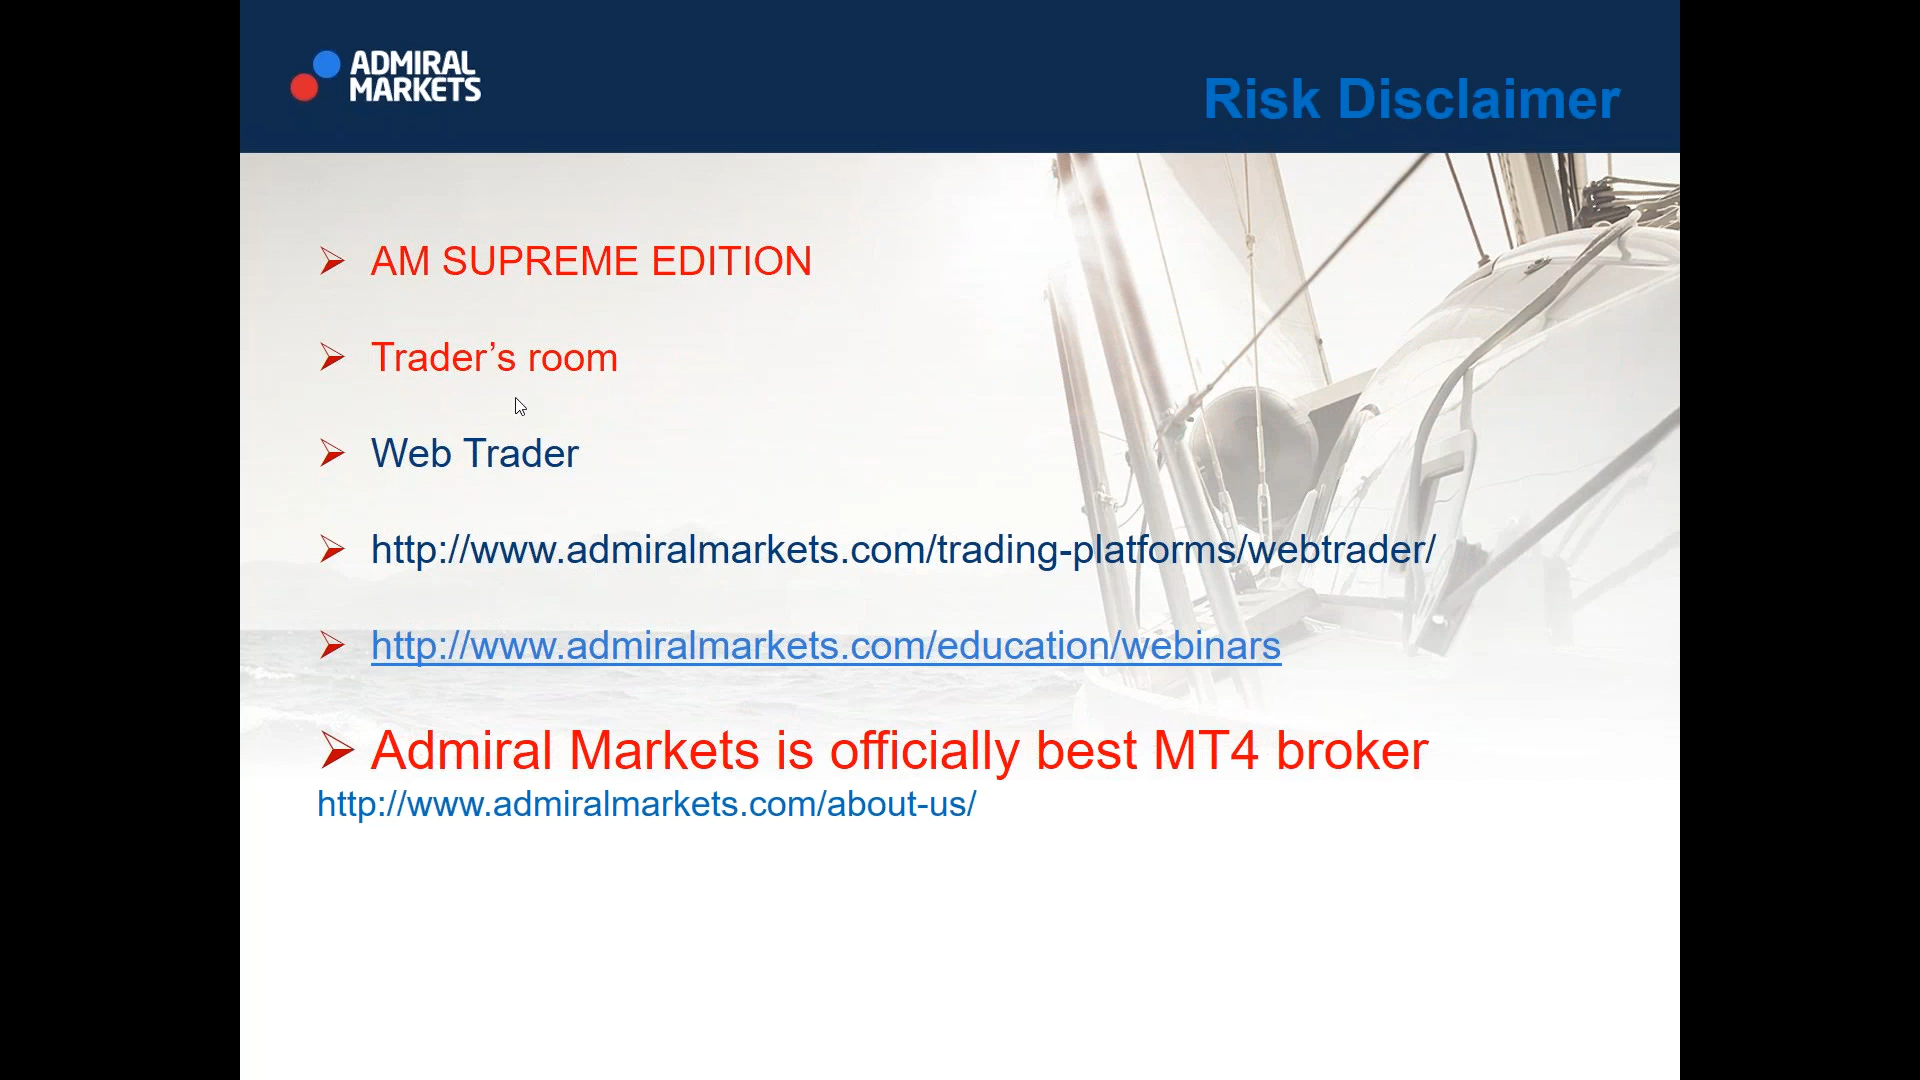 ADMIRAL
MARKETS
Risk Disclaimer
AM SUPREME EDITION
Trader’s room
Web Trader
http://www.admiralmarkets.com/trading-platforms/webtrader/
http://www.admiralmarkets.com/education/webinars
Admiral Markets is officially best MT4 broker
http://www.admiralmarkets.com/about-us/